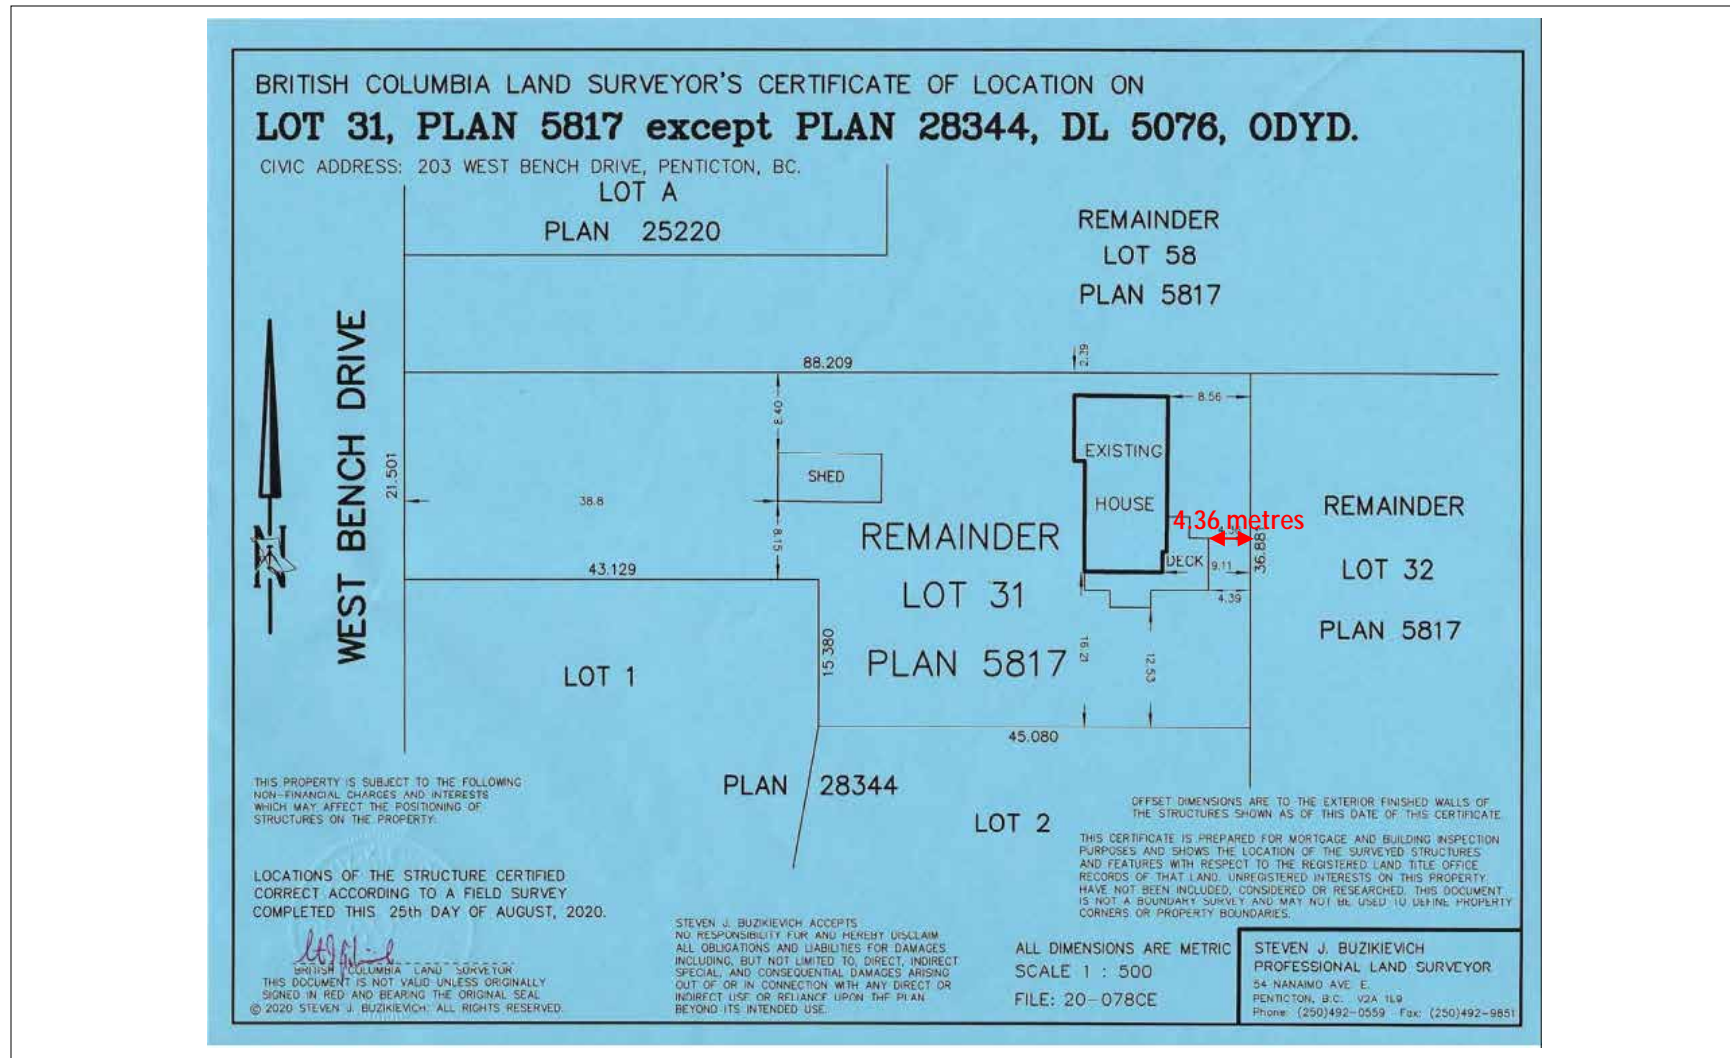 BRITISH COLUMBIA LAND SURVEYOR'S CERTIFICATE OF LOCATION ON
LOT 31, PLAN 5817 except PLAN 28344, DL 5076, ODYD.
CIVIC ADDRESS: 203 WEST BENCH DRIVE, PENTICTON, BC.
LOT A
PLAN 25220
REMAINDER
LOT 58
PLAN 5817
WEST BENCH DRIVE
N
88.209
2.39
8.56
8.40
21.501
SHED
38.8
8.15
EXISTING
HOUSE
4.36 metres
36.881
DECK
9.11
4.39
REMAINDER
LOT 31
PLAN 5817
REMAINDER
LOT 32
PLAN 5817
43.129
15.380
16.21
12.53
45.080
LOT 1
PLAN 28344
LOT 2
THIS PROPERTY IS SUBJECT TO THE FOLLOWING
NON-FINANCIAL CHARGES AND INTERESTS
WHICH MAY AFFECT THE POSITIONING OF
STRUCTURES ON THE PROPERTY:
LOCATIONS OF THE STRUCTURE CERTIFIED
CORRECT ACCORDING TO A FIELD SURVEY
COMPLETED THIS 25th DAY OF AUGUST, 2020.
BRITISH COLUMBIA LAND SURVEYOR
THIS DOCUMENT IS NOT VALID UNLESS ORIGINALLY
SIGNED IN RED AND BEARING THE ORIGINAL SEAL
© 2020 STEVEN J. BUZIKIEVICH. ALL RIGHTS RESERVED.
STEVEN J. BUZIKIEVICH ACCEPTS
NO RESPONSIBILITY FOR AND HEREBY DISCLAIM
ALL OBLIGATIONS AND LIABILITIES FOR DAMAGES
INCLUDING, BUT NOT LIMITED TO, DIRECT, INDIRECT
SPECIAL, AND CONSEQUENTIAL DAMAGES ARISING
OUT OF OR IN CONNECTION WITH ANY DIRECT OR
INDIRECT USE OR RELIANCE UPON THE PLAN
BEYOND ITS INTENDED USE.
OFFSET DIMENSIONS ARE TO THE EXTERIOR FINISHED WALLS OF
THE STRUCTURES SHOWN AS OF THIS DATE OF THIS CERTIFICATE
THIS CERTIFICATE IS PREPARED FOR MORTGAGE AND BUILDING INSPECTION
PURPOSES AND SHOWS THE LOCATION OF THE SURVEYED STRUCTURES
AND FEATURES WITH RESPECT TO THE REGISTERED LAND TITLE OFFICE
RECORDS OF THAT LAND. UNREGISTERED INTERESTS ON THIS PROPERTY
HAVE NOT BEEN INCLUDED, CONSIDERED OR RESEARCHED. THIS DOCUMENT
IS NOT A BOUNDARY SURVEY AND MAY NOT BE USED TO DEFINE PROPERTY
CORNERS OR PROPERTY BOUNDARIES.
ALL DIMENSIONS ARE METRIC
SCALE 1 : 500
FILE: 20-078CE
STEVEN J. BUZIKIEVICH
PROFESSIONAL LAND SURVEYOR
54 NANAIMO AVE. E.
PENTICTON, B.C. V2A 1L9
Phone: (250)492-0559 Fax: (250)492-9851